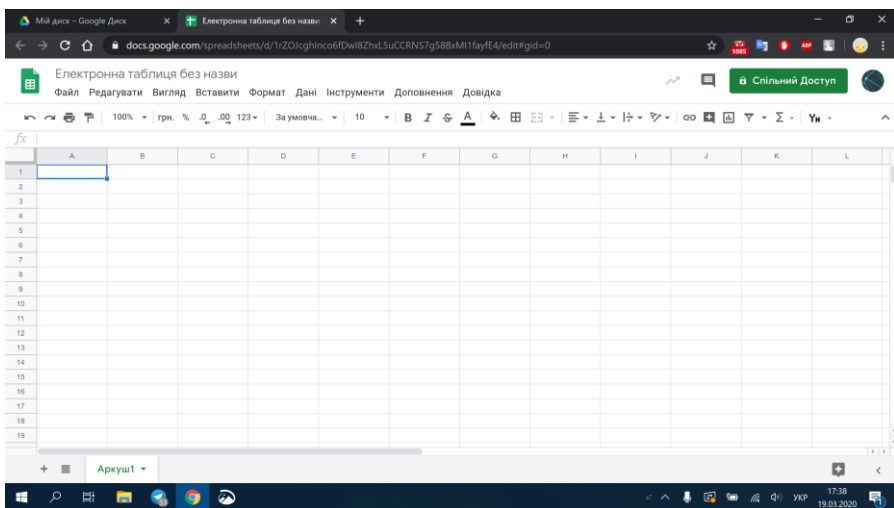 Мій диск – Google Диск
Електронна таблиця без назви
docs.google.com/spreadsheets/d/1rZOJcghInco6fDwI8ZhxL5uCCRNS7g58BxMI1fayfE4/edit#gid=0
1085
ABP
Електронна таблиця без назви
Файл Редагувати Вигляд Вставити Формат Дані Інструменти Доповнення Довідка
Спільний Доступ
100% грн. % .0 .00 123 За умовча... 10 B I S A Σ
fx
A B C D E F G H I J K L
1
2
3
4
5
6
7
8
9
10
11
12
13
14
15
16
17
18
19
Аркуш1
УКР
17:38
19.03.2020